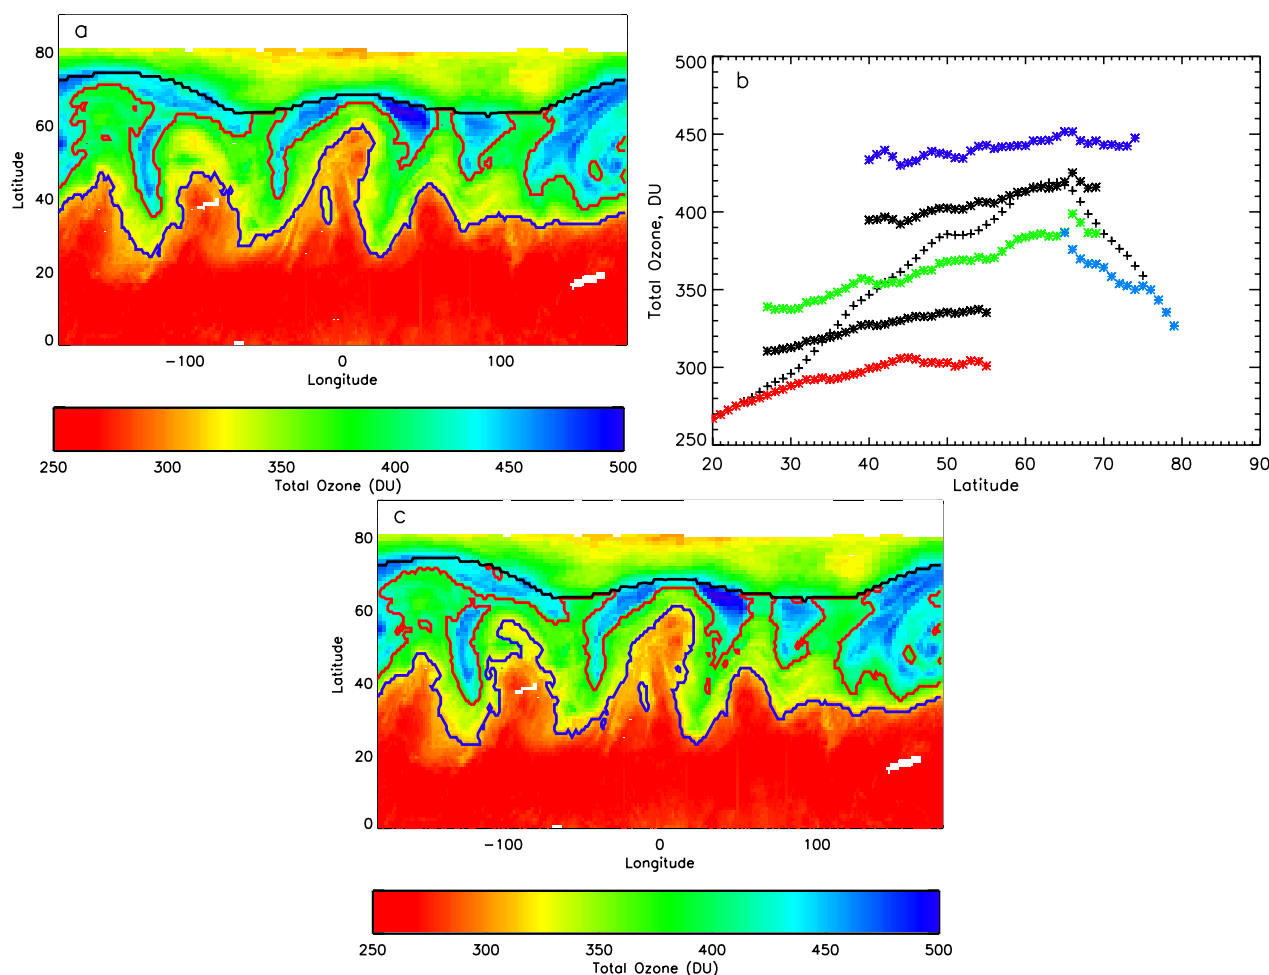 a
80
60
40
20
0
Latitude
-100 0 100
Longitude
250 300 350 400 450 500
Total Ozone (DU)
b
500
450
400
350
300
250
Total Ozone, DU
20 30 40 50 60 70 80 90
Latitude
c
80
60
40
20
0
Latitude
-100 0 100
Longitude
250 300 350 400 450 500
Total Ozone (DU)